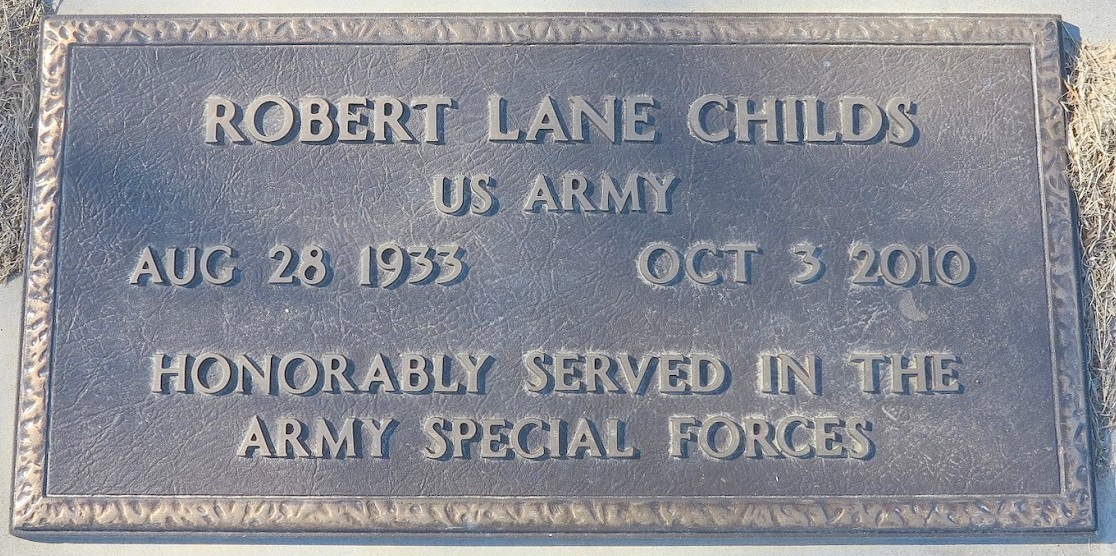 ROBERT LANE CHILDS
US ARMY
AUG 28 1933 OCT 3 2010
HONORABLY SERVED IN THE
ARMY SPECIAL FORCES